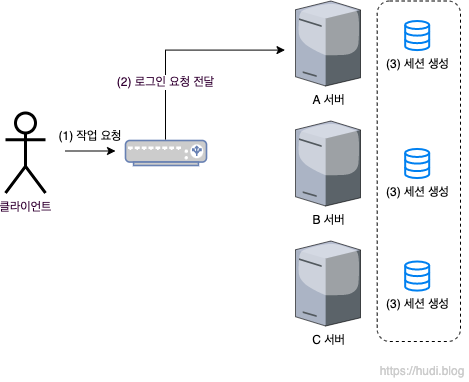 (3) 세션 생성
(2) 로그인 요청 전달
A 서버
(1) 작업 요청
(3) 세션 생성
클라이언트
B 서버
(3) 세션 생성
C 서버
https://hudi.blog